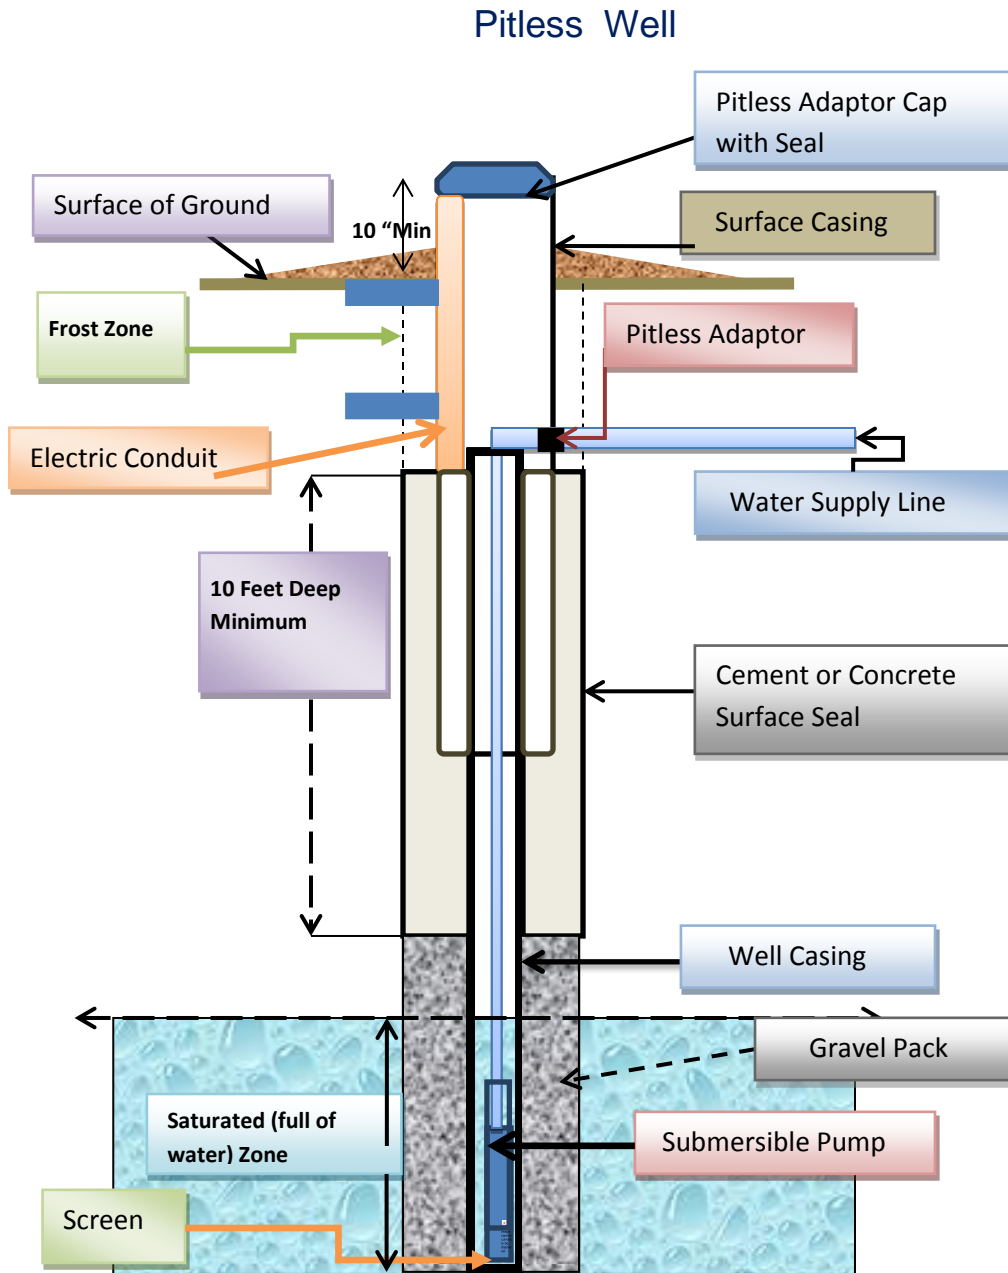 Pitless Well
Pitless Adaptor Cap
with Seal
Surface of Ground
Surface Casing
10 “Min
Frost Zone
Pitless Adaptor
Electric Conduit
Water Supply Line
10 Feet Deep
Minimum
Cement or Concrete
Surface Seal
Well Casing
Gravel Pack
Saturated (full of
water) Zone
Submersible Pump
Screen